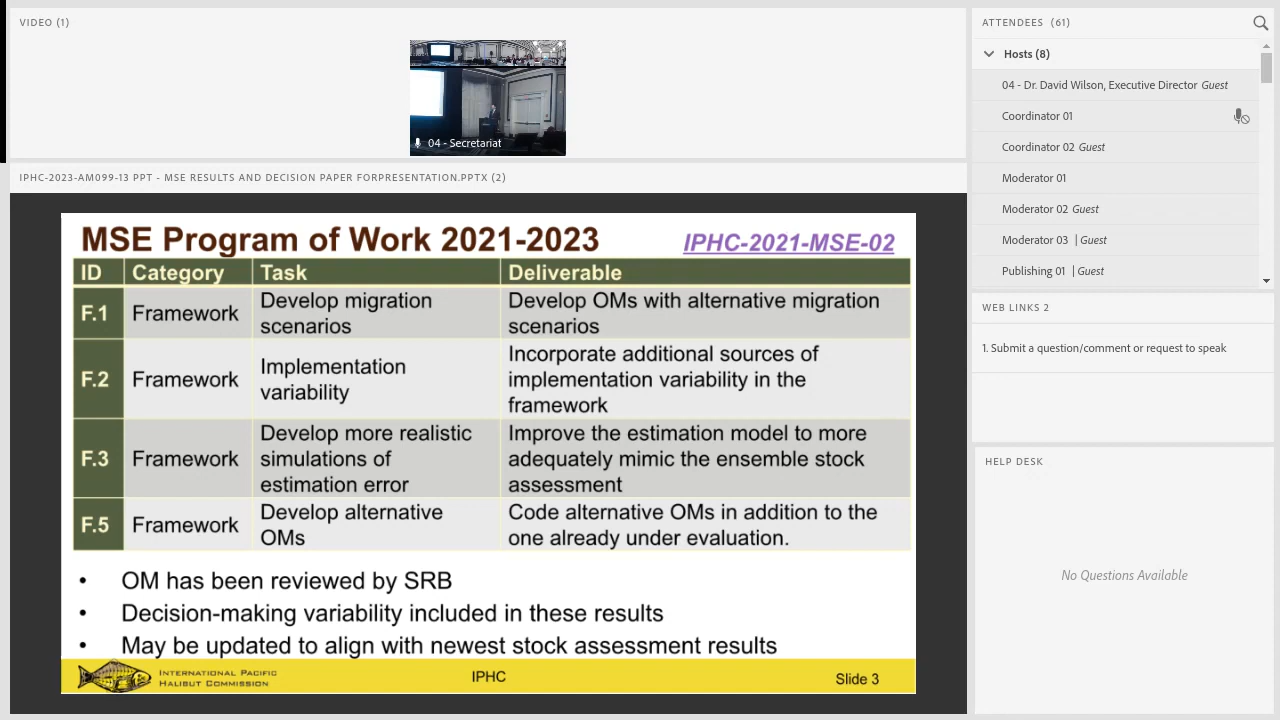 VIDEO (1)
04 - Secretariat
IPHC-2023-AM099-13 PPT - MSE RESULTS AND DECISION PAPER FORPRESENTATION.PPTX (2)
MSE Program of Work 2021-2023
IPHC-2021-MSE-02
ID Category Task Deliverable
F.1 Framework Develop migration scenarios Develop OMs with alternative migration scenarios
F.2 Framework Implementation variability Incorporate additional sources of implementation variability in the framework
F.3 Framework Develop more realistic simulations of estimation error Improve the estimation model to more adequately mimic the ensemble stock assessment
F.5 Framework Develop alternative OMs Code alternative OMs in addition to the one already under evaluation.
• OM has been reviewed by SRB
• Decision-making variability included in these results
• May be updated to align with newest stock assessment results
INTERNATIONAL PACIFIC
HALIBUT COMMISSION
IPHC
Slide 3
ATTENDEES (61)
Hosts (8)
04 - Dr. David Wilson, Executive Director Guest
Coordinator 01
Coordinator 02 Guest
Moderator 01
Moderator 02 Guest
Moderator 03 | Guest
Publishing 01 | Guest
WEB LINKS 2
1. Submit a question/comment or request to speak
HELP DESK
No Questions Available